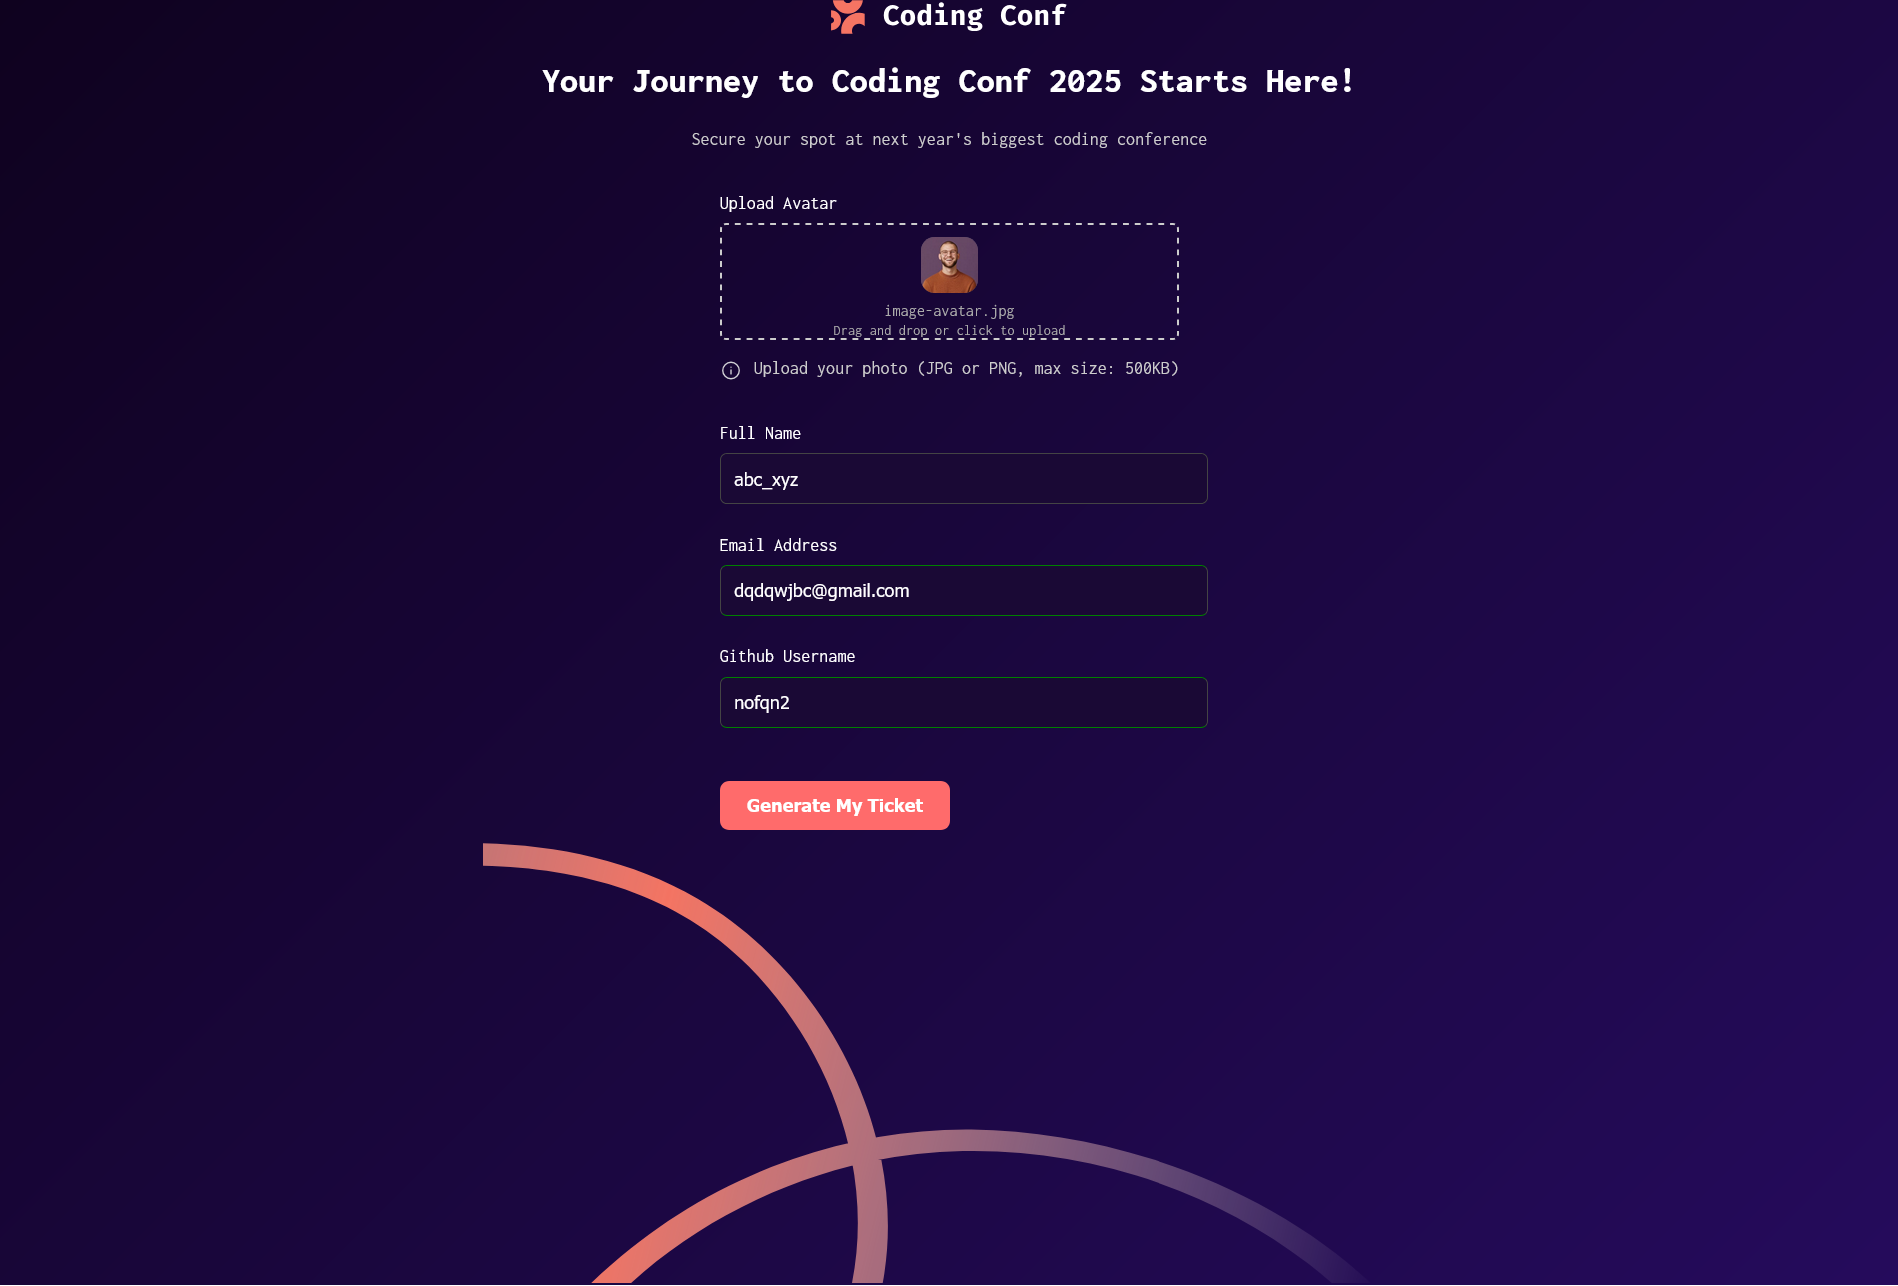 Coding Conf
Your Journey to Coding Conf 2025 Starts Here!
Secure your spot at next year's biggest coding conference
Upload Avatar
image-avatar.jpg
Drag and drop or click to upload
Upload your photo (JPG or PNG, max size: 500KB)
Full Name
abc_xyz
Email Address
dqdqwjbc@gmail.com
Github Username
nofqn2
Generate My Ticket